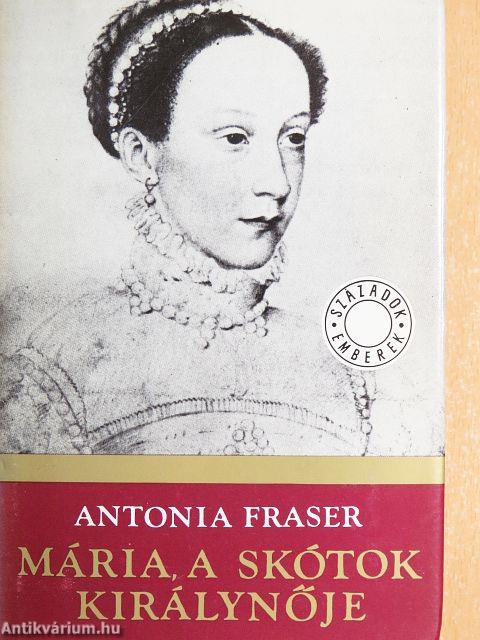 • SZÁZADOK •
EMBEREK
ANTONIA FRASER
MÁRIA, A SKÓTOK
KIRÁLYNŐJE
Antikvárium.hu